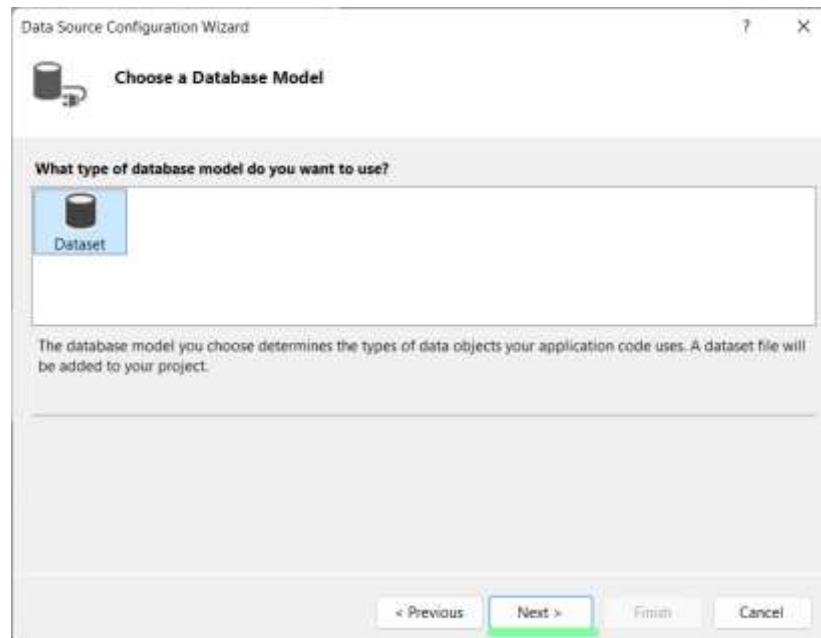 Data Source Configuration Wizard
?
Choose a Database Model
What type of database model do you want to use?
Dataset
The database model you choose determines the types of data objects your application code uses. A dataset file will
be added to your project.
< Previous
Next >
Finish
Cancel